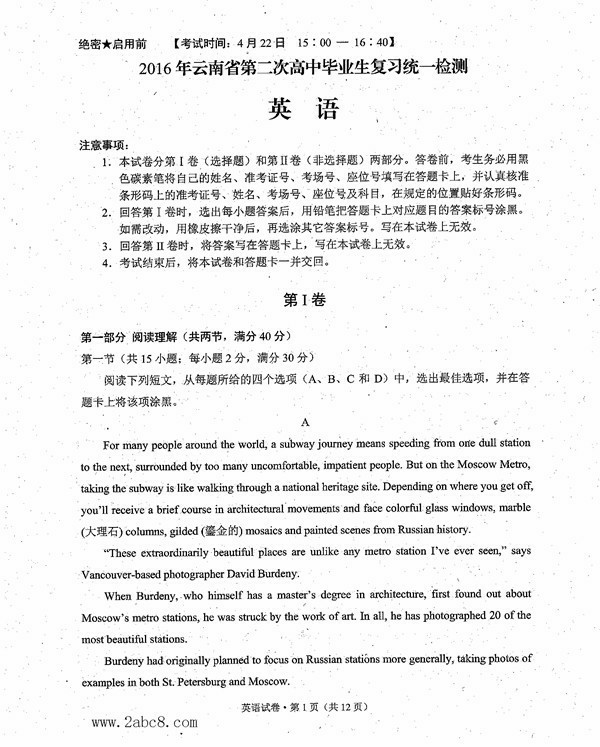 绝密★启用前 【考试时间：4月22日 15：00 — 16：40】
2016年云南省第二次高中毕业生复习统一检测
英 语
注意事项：
1．本试卷分第Ⅰ卷（选择题）和第Ⅱ卷（非选择题）两部分。答卷前，考生务必用黑
色碳素笔将自己的姓名、准考证号、考场号、座位号填写在答题卡上，并认真核准
条形码上的准考证号、姓名、考场号、座位号及科目，在规定的位置贴好条形码。
2．回答第Ⅰ卷时，选出每小题答案后，用铅笔把答题卡上对应题目的答案标号涂黑。
如需改动，用橡皮擦干净后，再选涂其它答案标号。写在本试卷上无效。
3．回答第Ⅱ卷时，将答案写在答题卡上，写在本试卷上无效。
4．考试结束后，将本试卷和答题卡一并交回。
第Ⅰ卷
第一部分 阅读理解（共两节，满分40分）
第一节（共15小题；每小题2分，满分30分）
阅读下列短文，从每题所给的四个选项（A、B、C 和 D）中，选出最佳选项，并在答
题卡上将该项涂黑。
A
For many people around the world, a subway journey means speeding from one dull station
to the next, surrounded by too many uncomfortable, impatient people. But on the Moscow Metro,
taking the subway is like walking through a national heritage site. Depending on where you get off,
you’ll receive a brief course in architectural movements and face colorful glass windows, marble
(大理石) columns, gilded (鎏金的) mosaics and painted scenes from Russian history.
“These extraordinarily beautiful places are unlike any metro station I’ve ever seen,” says
Vancouver-based photographer David Burdeny.
When Burdeny, who himself has a master’s degree in architecture, first found out about
Moscow’s metro stations, he was struck by the work of art. In all, he has photographed 20 of the
most beautiful stations.
Burdeny had originally planned to focus on Russian stations more generally, taking photos of
examples in both St. Petersburg and Moscow.
英语试卷·第1页（共12页）
www.2abc8.com